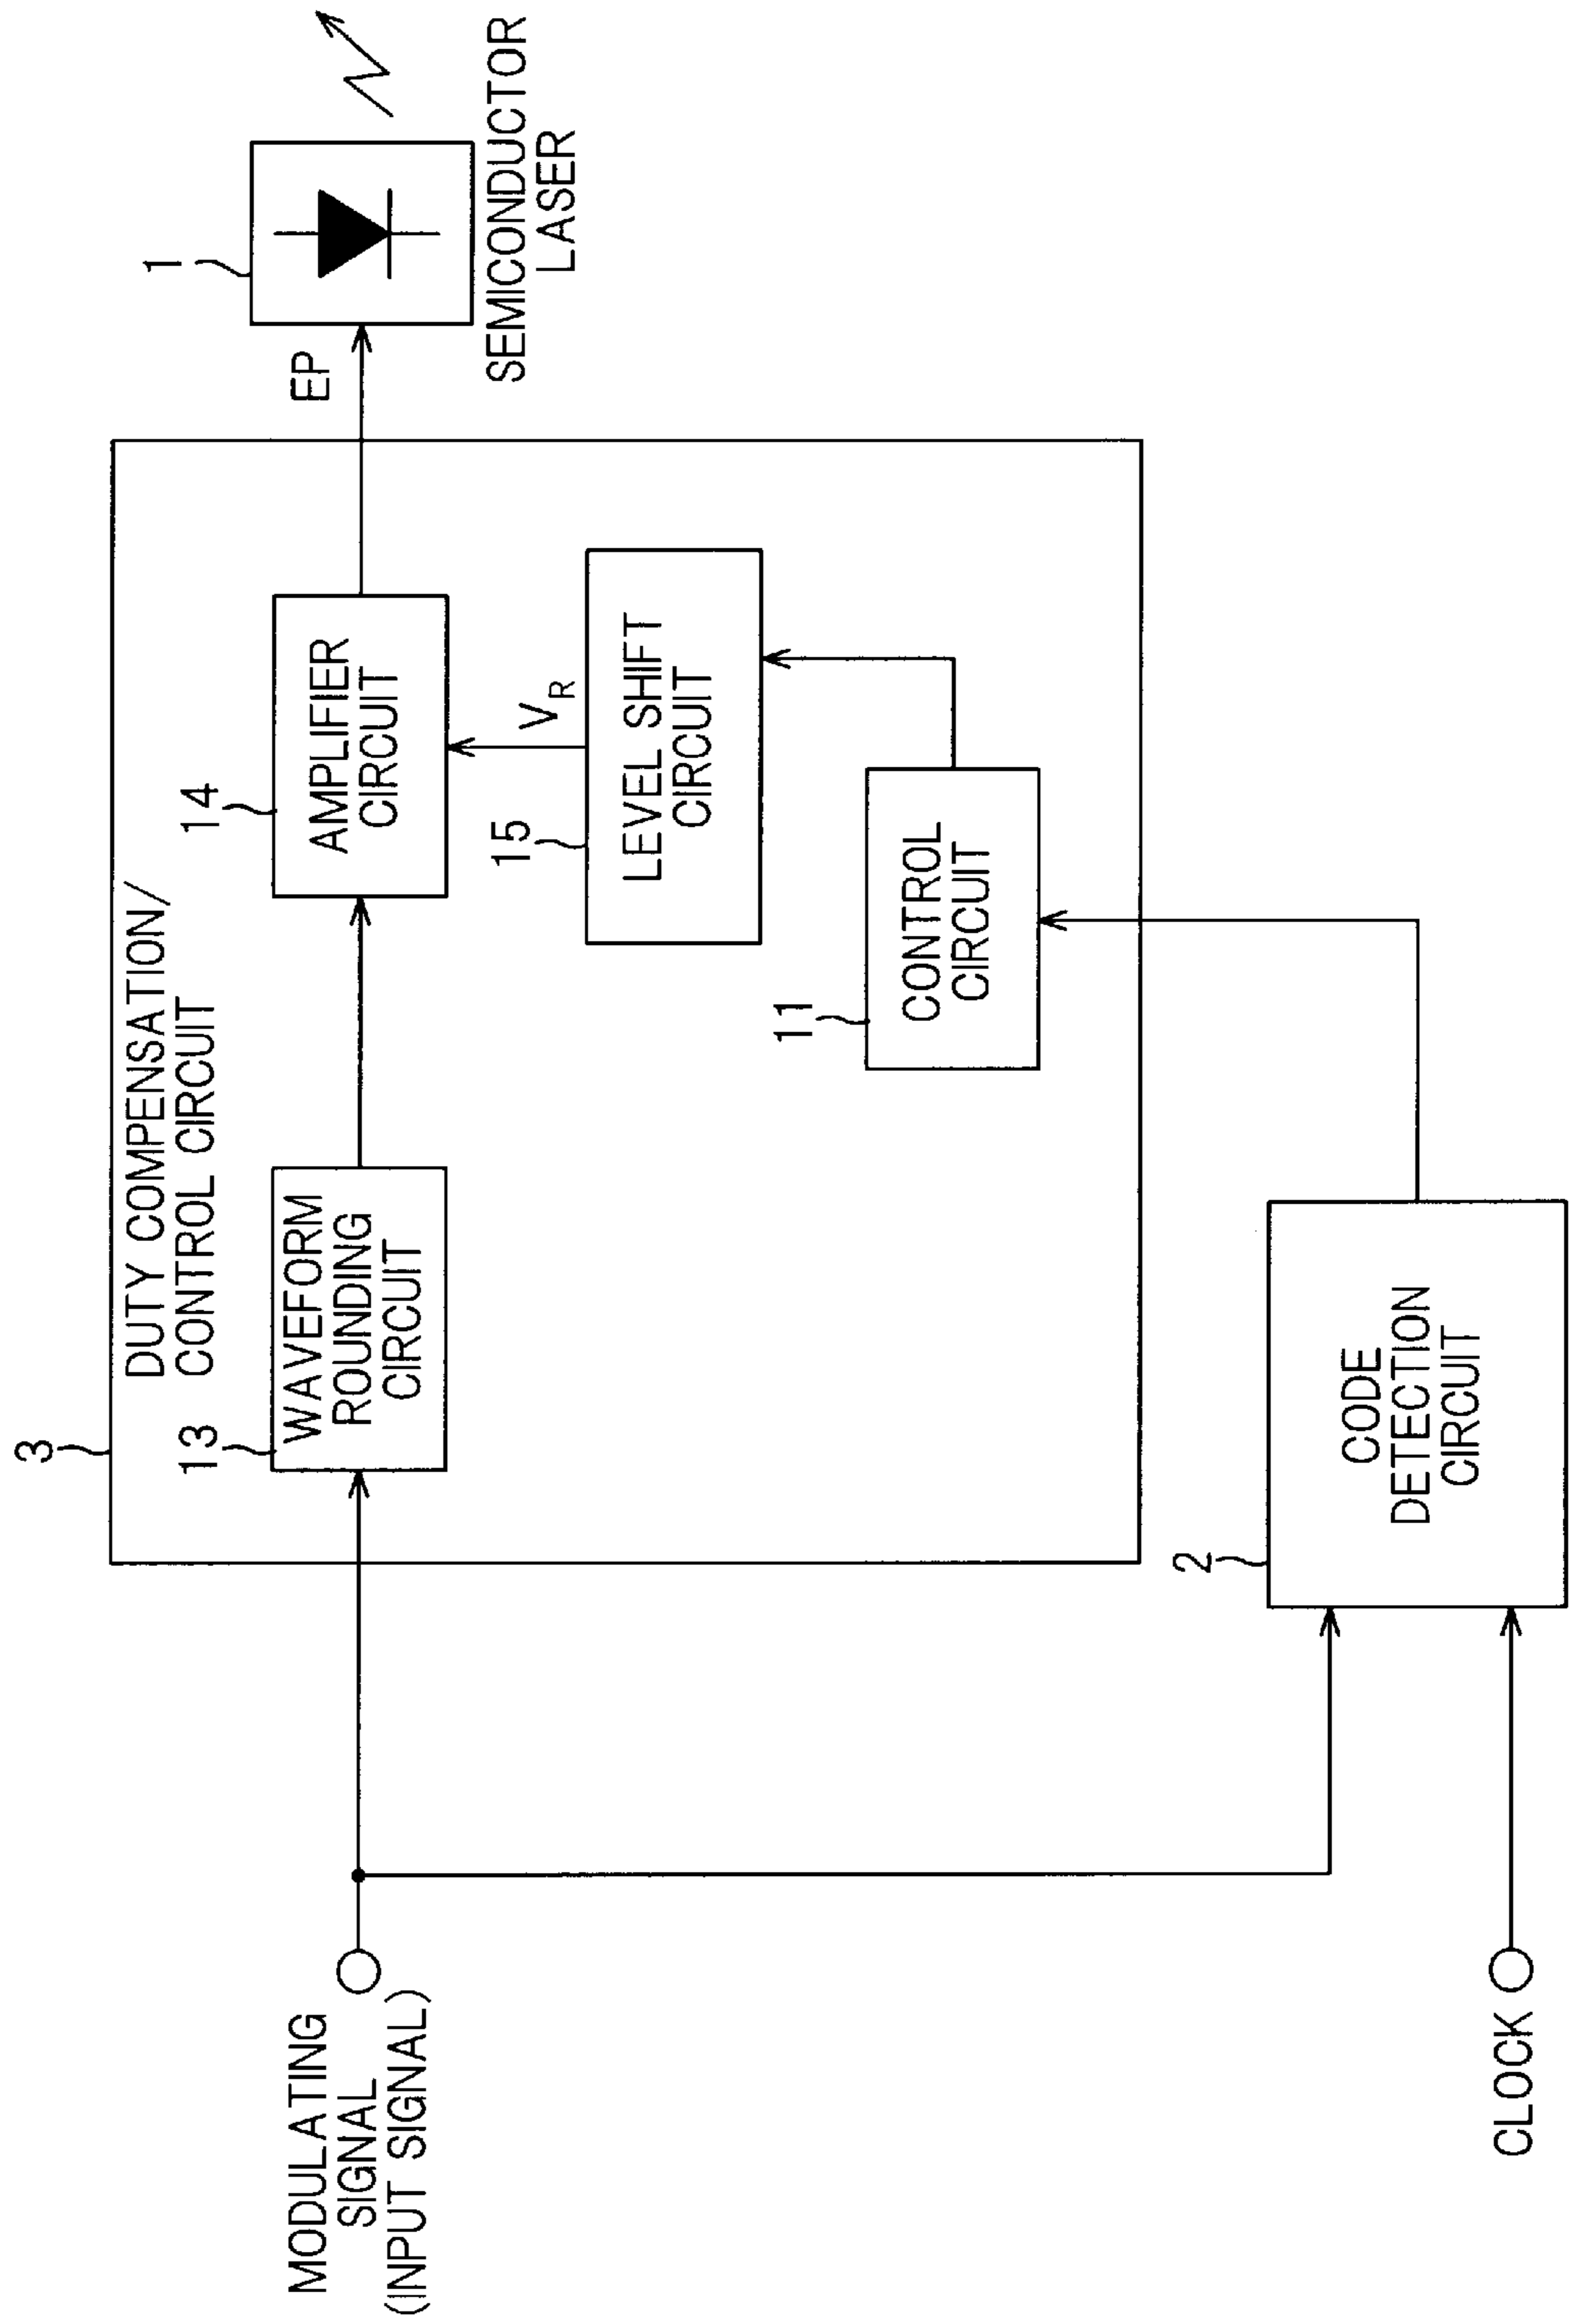 3
DUTY COMPENSATION/
CONTROL CIRCUIT
13
WAVEFORM
ROUNDING
CIRCUIT
14
AMPLIFIER
CIRCUIT
EP
1
SEMICONDUCTOR
LASER
V_R
15
LEVEL SHIFT
CIRCUIT
11
CONTROL
CIRCUIT
MODULATING
SIGNAL
(INPUT SIGNAL)
2
CODE
DETECTION
CIRCUIT
CLOCK